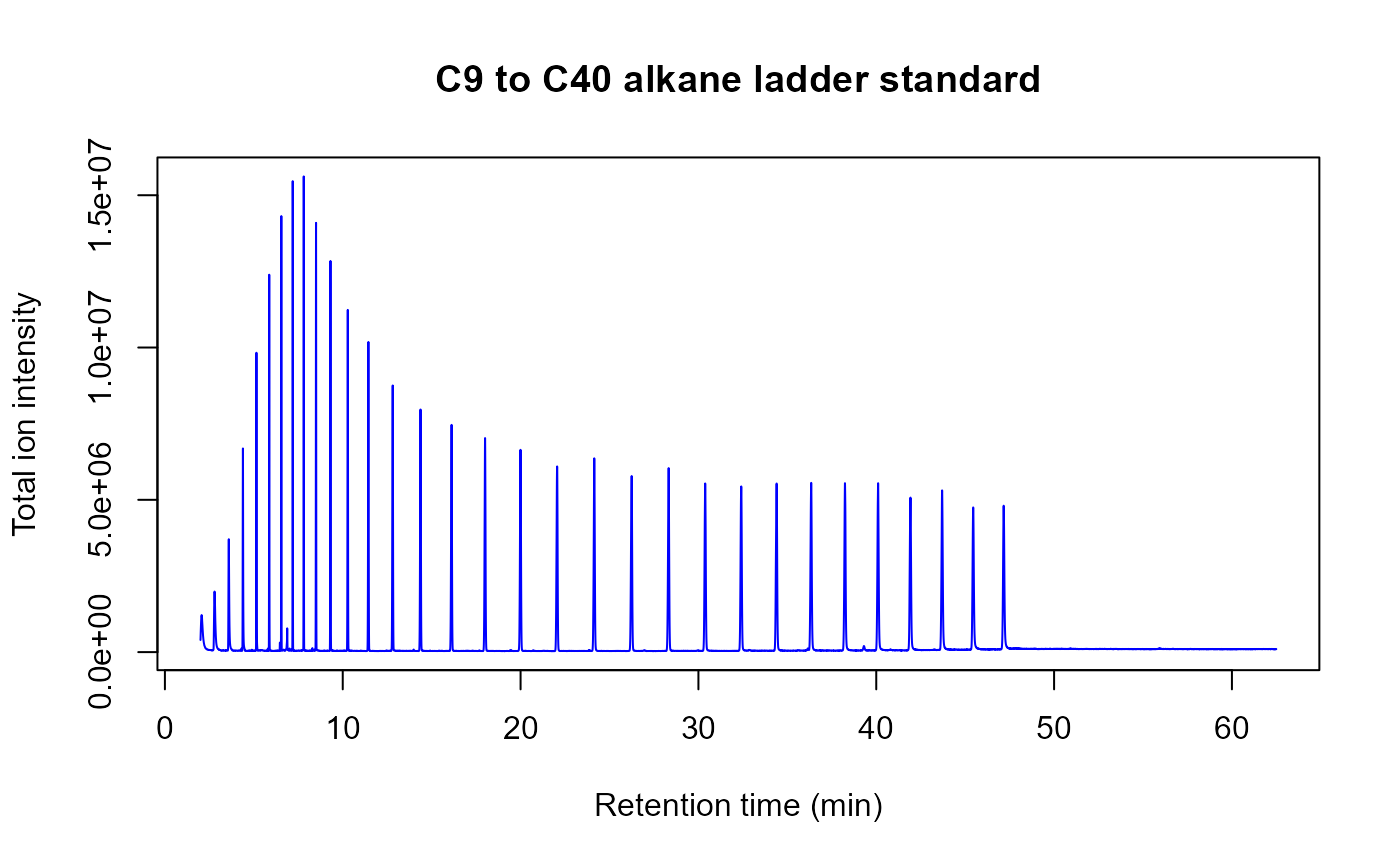 C9 to C40 alkane ladder standard
Total ion intensity
1.5e+07
1.0e+07
5.0e+06
0.0e+00
0 10 20 30 40 50 60
Retention time (min)